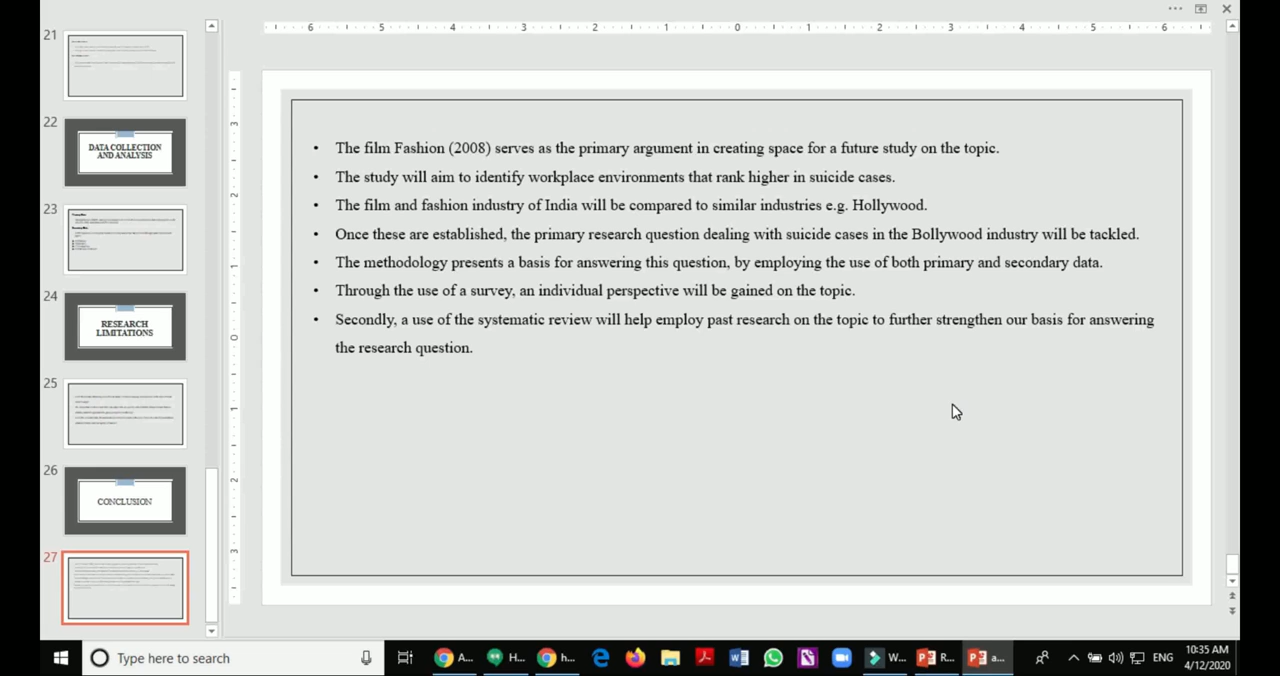 21
22
DATA COLLECTION
AND ANALYSIS
23
24
RESEARCH
LIMITATIONS
25
26
CONCLUSION
27
6 5 4 3 2 1 0 1 2 3 4 5 6
3
2
1
0
1
2
3
• The film Fashion (2008) serves as the primary argument in creating space for a future study on the topic.
• The study will aim to identify workplace environments that rank higher in suicide cases.
• The film and fashion industry of India will be compared to similar industries e.g. Hollywood.
• Once these are established, the primary research question dealing with suicide cases in the Bollywood industry will be tackled.
• The methodology presents a basis for answering this question, by employing the use of both primary and secondary data.
• Through the use of a survey, an individual perspective will be gained on the topic.
• Secondly, a use of the systematic review will help employ past research on the topic to further strengthen our basis for answering
the research question.
Type here to search
A...
H...
h...
W...
R...
a...
ENG
10:35 AM
4/12/2020